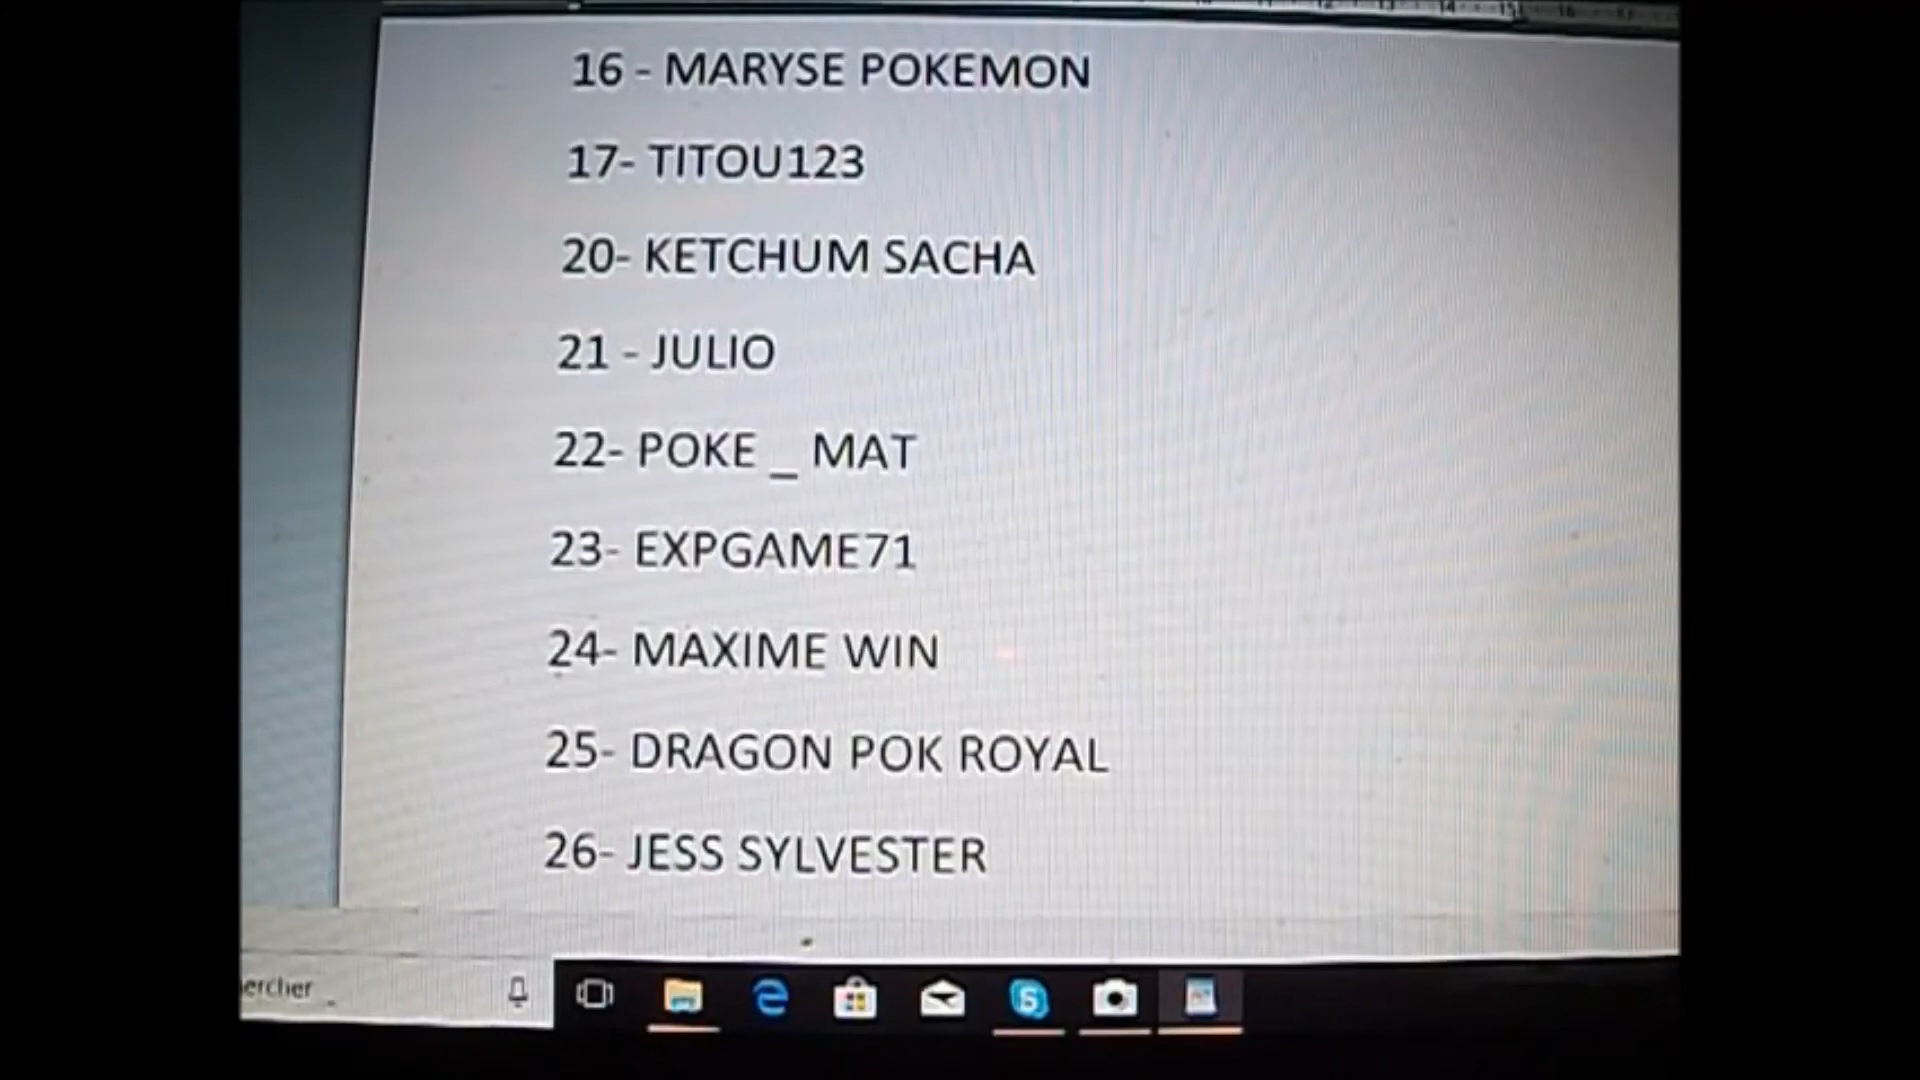 16 - MARYSE POKEMON
17- TITOU123
20- KETCHUM SACHA
21 - JULIO
22- POKE _ MAT
23- EXPGAME71
24- MAXIME WIN
25- DRAGON POK ROYAL
26- JESS SYLVESTER
ercher